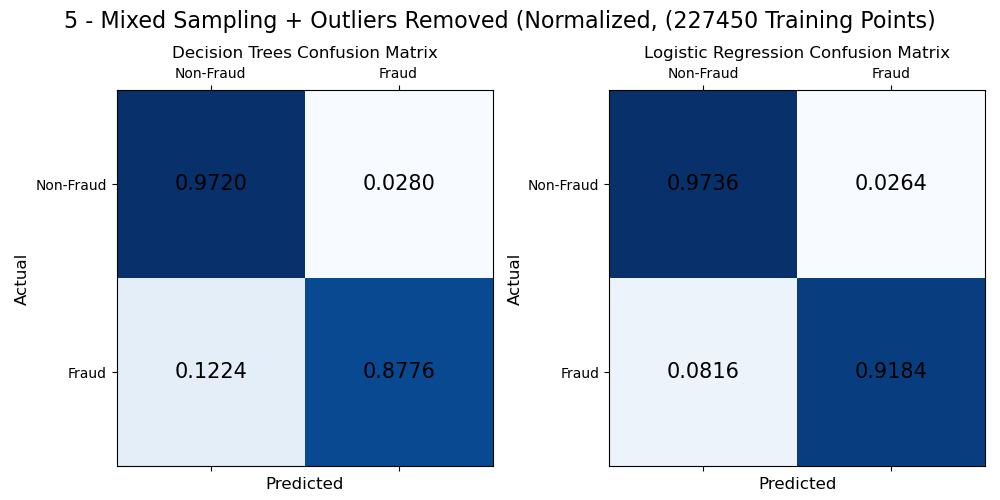 5 - Mixed Sampling + Outliers Removed (Normalized, (227450 Training Points)
Decision Trees Confusion Matrix
Non-Fraud Fraud
Actual
Non-Fraud 0.9720 0.0280
Fraud 0.1224 0.8776
Predicted
Logistic Regression Confusion Matrix
Non-Fraud Fraud
Actual
Non-Fraud 0.9736 0.0264
Fraud 0.0816 0.9184
Predicted